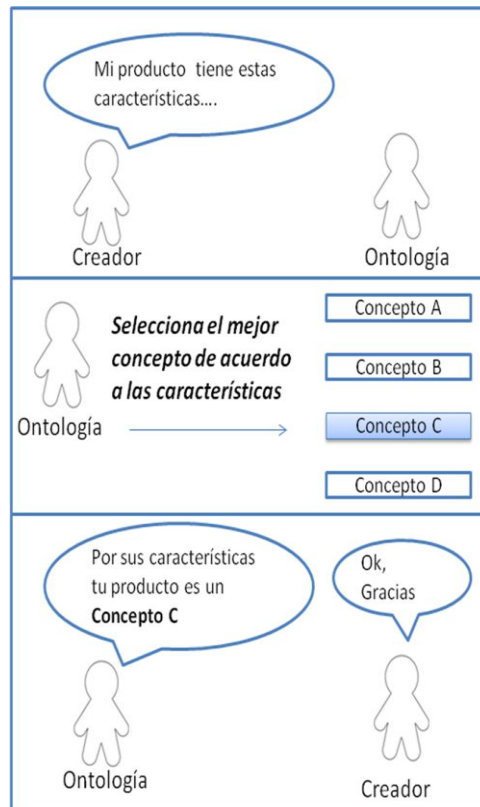 Mi producto tiene estas
características....
Creador
Ontología
Selecciona el mejor
concepto de acuerdo
a las características
Ontología
Concepto A
Concepto B
Concepto C
Concepto D
Por sus características
tu producto es un
Concepto C
Ok,
Gracias
Ontología
Creador